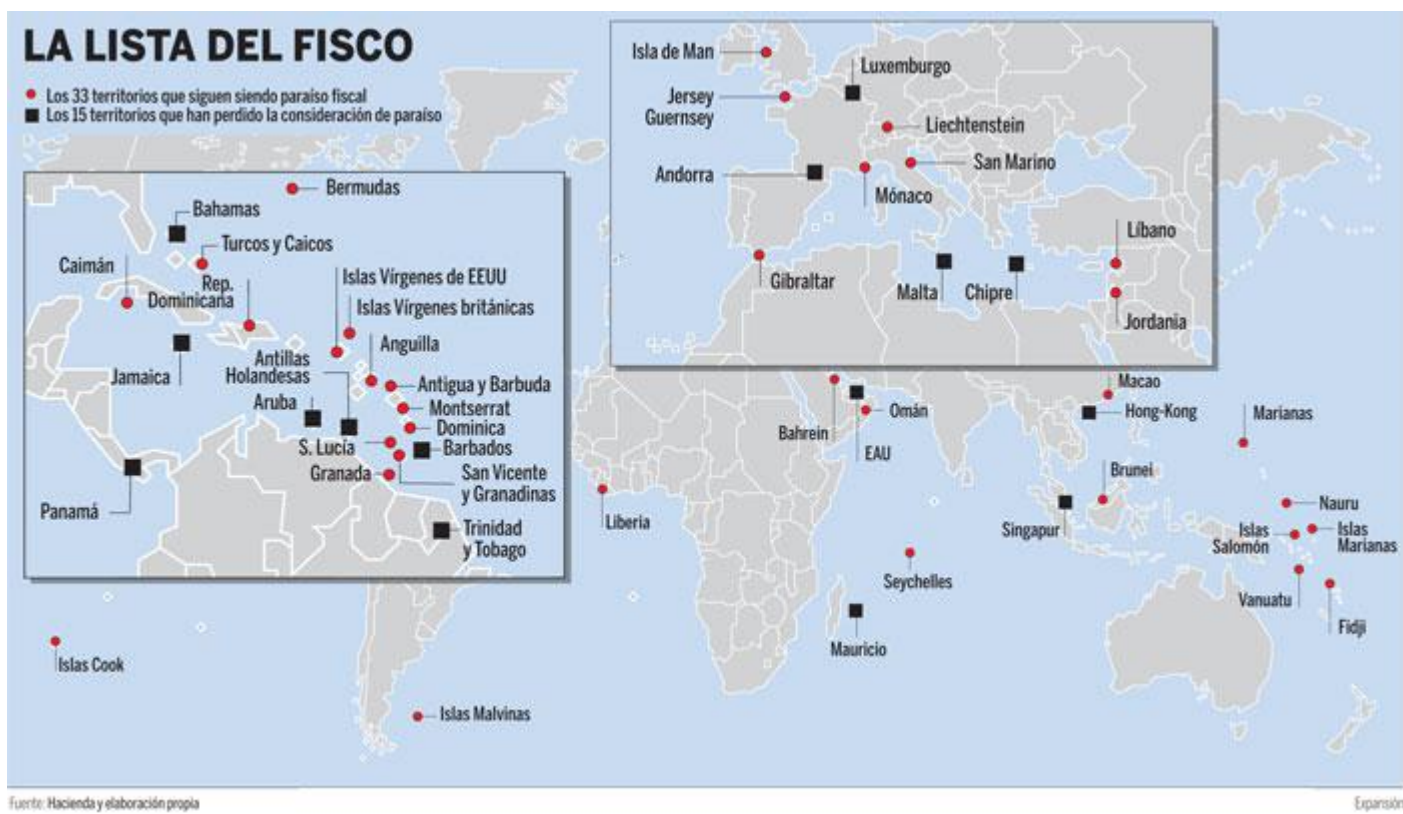 LA LISTA DEL FISCO
Los 33 territorios que siguen siendo paraíso fiscal
Los 15 territorios que han perdido la consideración de paraíso
Bermudas
Bahamas
Turcos y Caicos
Caimán
Rep.
Dominicana
Islas Vírgenes de EEUU
Islas Vírgenes británicas
Jamaica
Antillas
Holandesas
Anguilla
Aruba
Antigua y Barbuda
Montserrat
Dominica
S. Lucía
Barbados
Granada
San Vicente
y Granadinas
Panamá
Trinidad
y Tobago
Isla de Man
Luxemburgo
Jersey
Guernsey
Liechtenstein
Andorra
San Marino
Mónaco
Líbano
Gibraltar
Malta
Chipre
Jordania
Macao
Bahrein
Omán
EAU
Hong-Kong
Marianas
Liberia
Brunei
Singapur
Nauru
Islas
Salomón
Islas
Marianas
Seychelles
Vanuatu
Fidji
Mauricio
Islas Cook
Islas Malvinas
Fuente: Hacienda y elaboración propia
Expansión